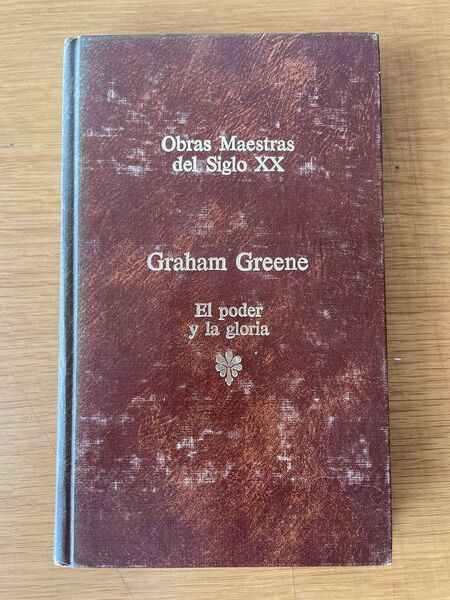 Obras Maestras
del Siglo XX
Graham Greene
El poder
y la gloria